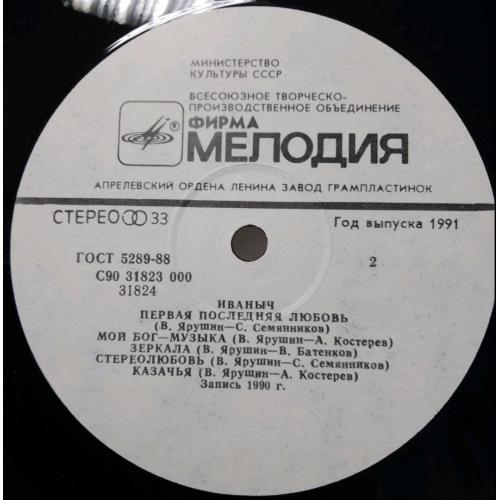 МИНИСТЕРСТВО
КУЛЬТУРЫ СССР
ВСЕСОЮЗНОЕ ТВОРЧЕСКО-
ПРОИЗВОДСТВЕННОЕ ОБЪЕДИНЕНИЕ
ФИРМА
МЕЛОДИЯ
АПРЕЛЕВСКИЙ ОРДЕНА ЛЕНИНА ЗАВОД ГРАМПЛАСТИНОК
СТЕРЕО 33
Год выпуска 1991
ГОСТ 5289-88
2
С90 31823 000
31824
ИВАНЫЧ
ПЕРВАЯ ПОСЛЕДНЯЯ ЛЮБОВЬ
(В. Ярушин—С. Семянников)
МОЙ БОГ—МУЗЫКА (В. Ярушин—А. Костерев)
ЗЕРКАЛА (В. Ярушин—В. Батенков)
СТЕРЕОЛЮБОВЬ (В. Ярушин—С. Семянников)
КАЗАЧЬЯ (В. Ярушин—А. Костерев)
Запись 1990 г.